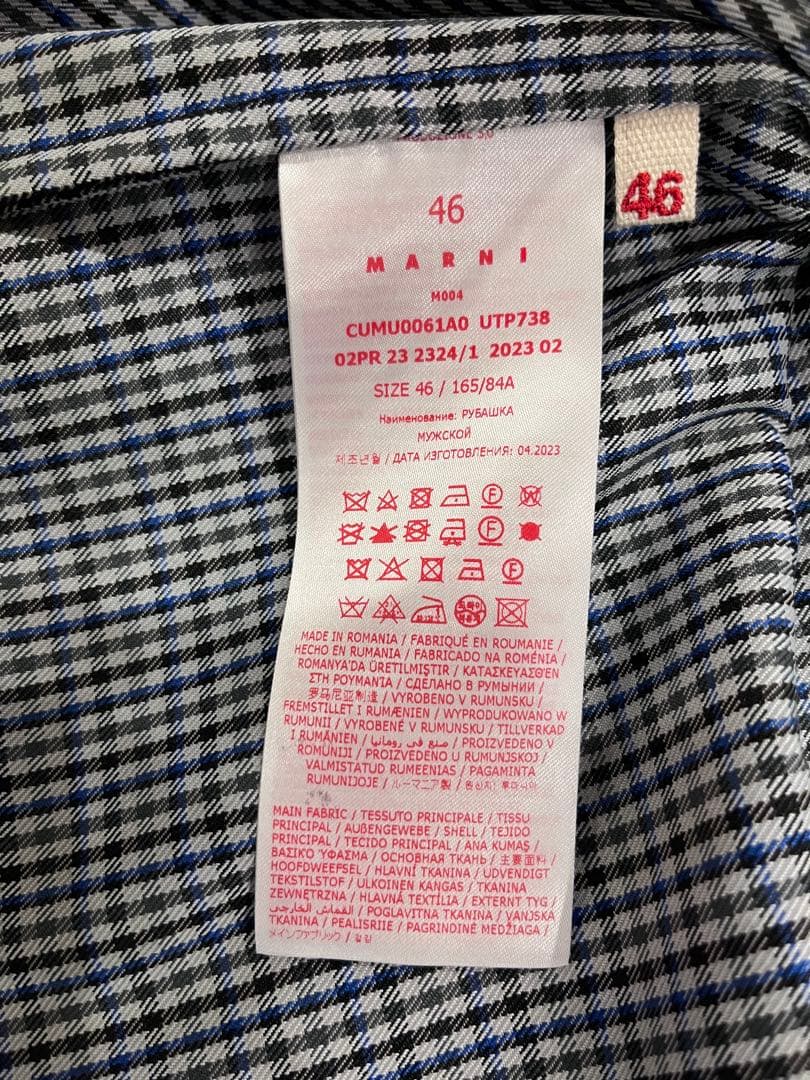 46
46
M A R N I
M004
CUMU0061A0 UTP738
02PR 23 2324/1 2023 02
SIZE 46 / 165/84A
Наименование: РУБАШКА
МУЖСКОЙ
제조년월 / ДАТА ИЗГОТОВЛЕНИЯ: 04.2023
MADE IN ROMANIA / FABRIQUÉ EN ROUMANIE /
HECHO EN RUMANIA / FABRICADO NA ROMÉNIA /
ROMANYA'DA ÜRETILMIŞTIR / ΚΑΤΑΣΚΕΥΑΣΘΕΝ
ΣΤΗ ΡΟΥΜΑΝΙΑ / СДЕЛАНО В РУМЫНИИ /
罗马尼亚制造 / VYROBENO V RUMUNSKU /
FREMSTILLET I RUMÆNIEN / WYPRODUKOWANO W
RUMUNII / VYROBENÉ V RUMUNSKU / TILLVERKAD
I RUMÄNIEN / صنع في رومانيا / PROIZVEDENO V
ROMUNIJI / PROIZVEDENO U RUMUNJSKOJ /
VALMISTATUD RUMEENIAS / PAGAMINTA
RUMUNIJOJE / ルーマニア製 / 원산지: 루마니아
MAIN FABRIC / TESSUTO PRINCIPALE / TISSU
PRINCIPAL / AUßENGEWEBE / SHELL / TEJIDO
PRINCIPAL / TECIDO PRINCIPAL / ANA KUMAŞ /
ΒΑΣΙΚΟ ΎΦΑΣΜΑ / ОСНОВНАЯ ТКАНЬ / 主要面料 /
HOOFDWEEFSEL / HLAVNÍ TKANINA / UDVENDIGT
TEKSTILSTOF / ULKOINEN KANGAS / TKANINA
ZEWNĘTRZNA / HLAVNÁ TEXTÍLIA / EXTERNT TYG /
القماش الخارجي / POGLAVITNA TKANINA / VANJSKA
TKANINA / PEALISRIIE / PAGRINDINĖ MEDŽIAGA /
メインファブリック / 겉감